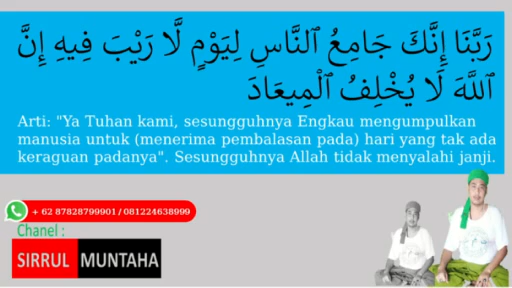 رَبَّنَا إِنَّكَ جَامِعُ ٱلنَّاسِ لِيَوْمٍ لَّا رَيْبَ فِيهِ إِنَّ
ٱللَّهَ لَا يُخْلِفُ ٱلْمِيعَادَ
Arti: "Ya Tuhan kami, sesungguhnya Engkau mengumpulkan
manusia untuk (menerima pembalasan pada) hari yang tak ada
keraguan padanya". Sesungguhnya Allah tidak menyalahi janji.
+ 62 87828799901 / 081224638999
Chanel :
SIRRUL MUNTAHA